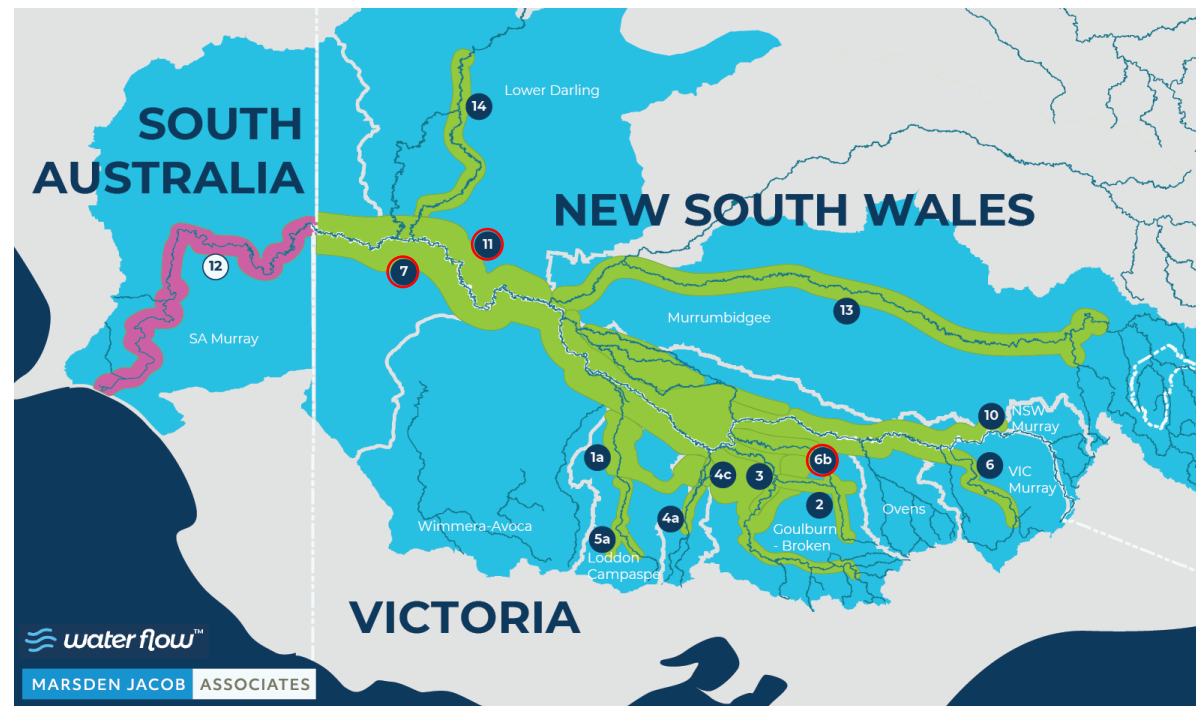 Lower Darling
14
SOUTH
AUSTRALIA
NEW SOUTH WALES
11
7
12
13
Murrumbidgee
SA Murray
10
NSW
Murray
1a
4c
3
6b
6
VIC
Murray
2
4a
Ovens
Wimmera-Avoca
Goulburn
- Broken
5a
Loddon
Campaspe
VICTORIA
water flow™
MARSDEN JACOB ASSOCIATES